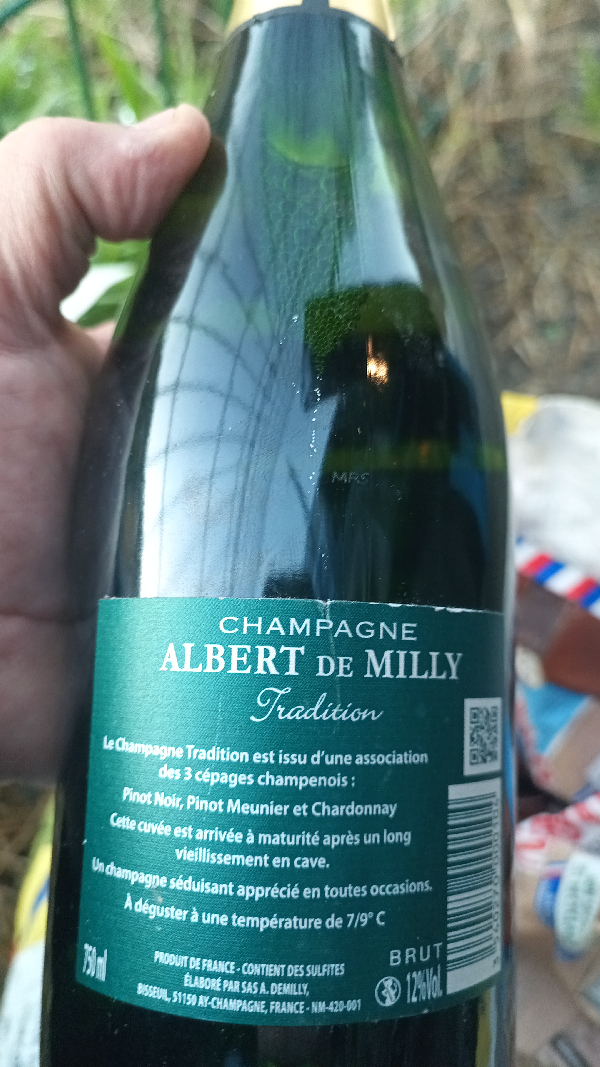 MPS
CHAMPAGNE
ALBERT DE MILLY
Tradition
Le Champagne Tradition est issu d'une association
des 3 cépages champenois :
Pinot Noir, Pinot Meunier et Chardonnay
Cette cuvée est arrivée à maturité après un long
vieillissement en cave.
Un champagne séduisant apprécié en toutes occasions.
À déguster à une température de 7/9° C
750 ml
PRODUIT DE FRANCE - CONTIENT DES SULFITES
ÉLABORÉ PAR SAS A. DEMILLY,
BISSEUIL, 51150 AY-CHAMPAGNE, FRANCE - NM-420-001
BRUT
12%Vol.